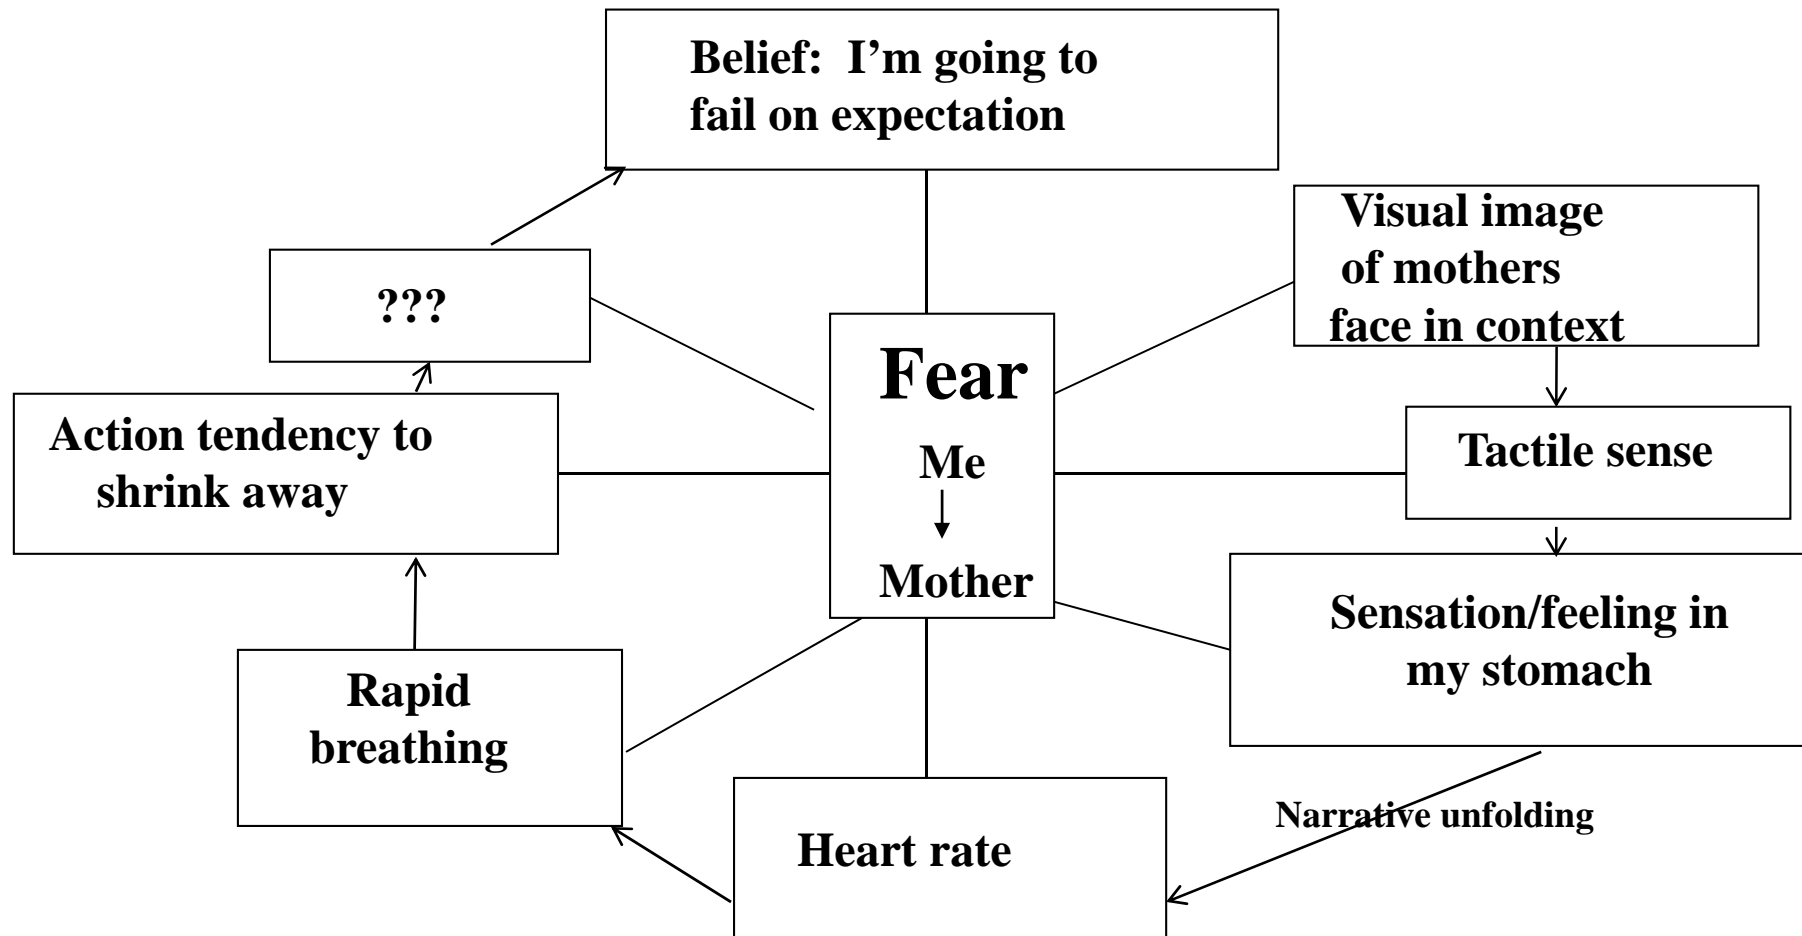 Belief:  I’m going to
fail on expectation
Visual image
of mothers
face in context
???
Fear
Me
Mother
Action tendency to
shrink away
Tactile sense
Sensation/feeling in
my stomach
Rapid
breathing
Narrative unfolding
Heart rate